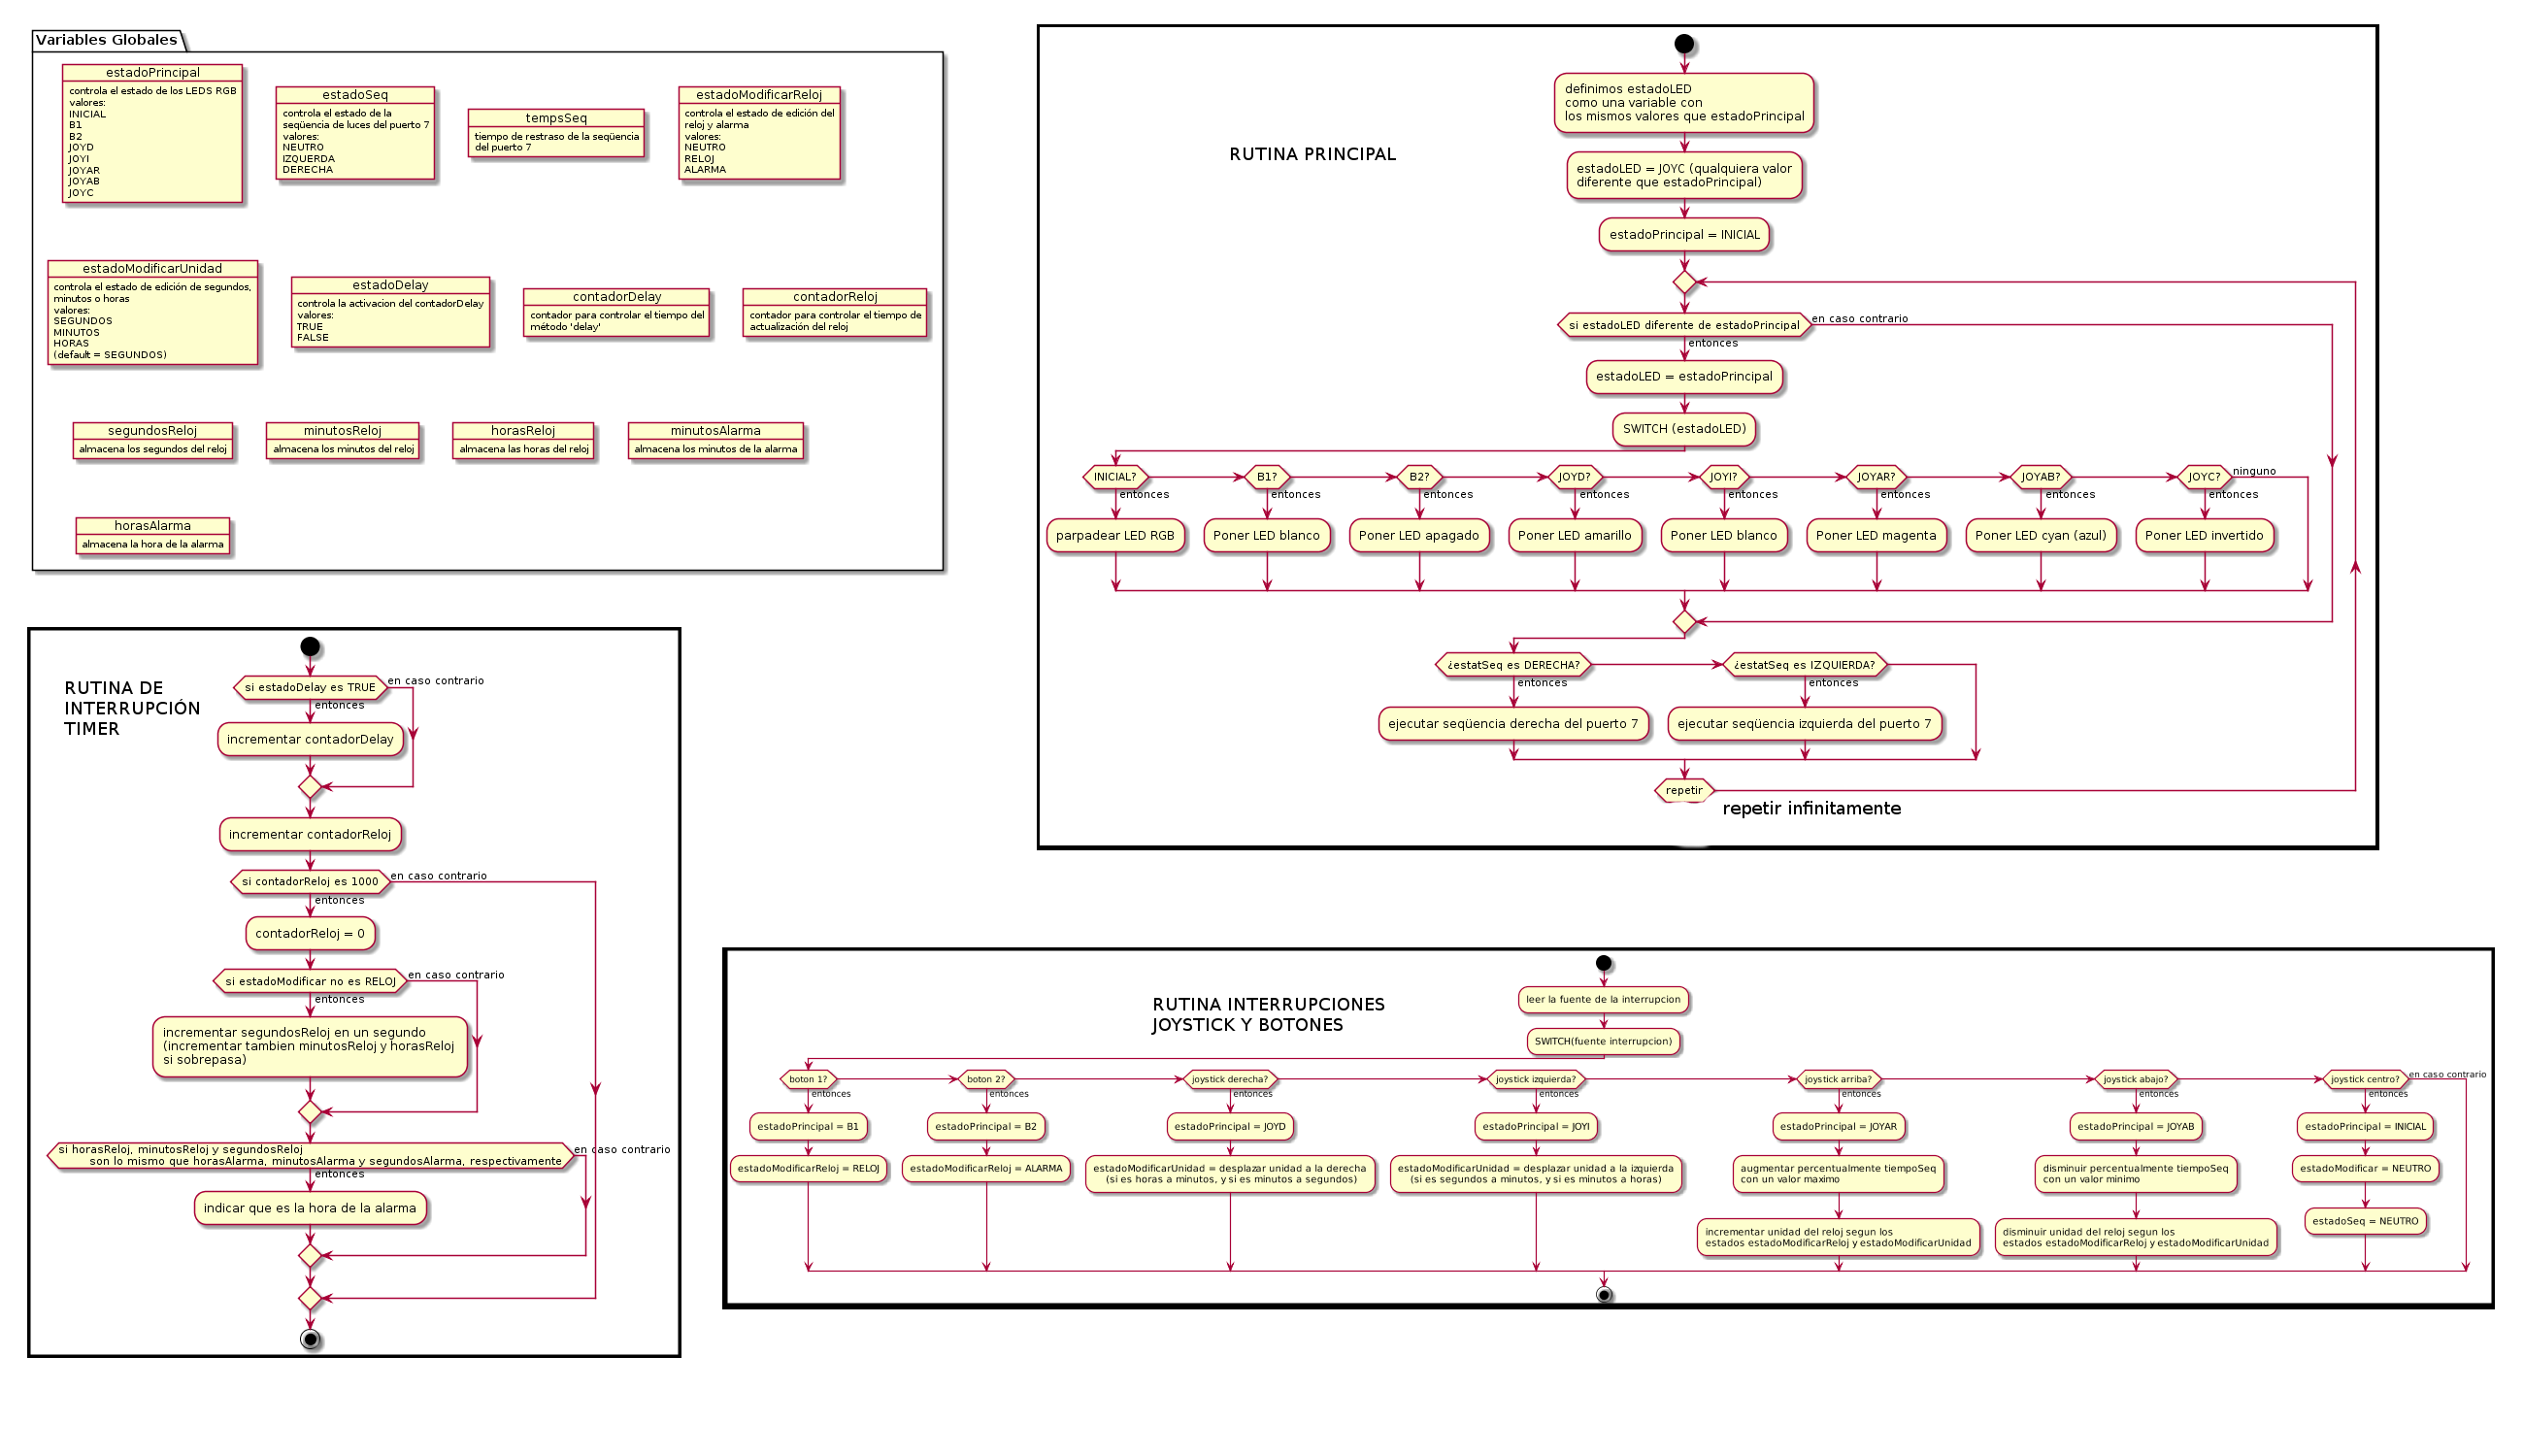 Variables Globales
estadoPrincipal
controla el estado de los LEDS RGB
valores:
INICIAL
B1
B2
JOYD
JOYI
JOYAR
JOYAB
JOYC
estadoSeq
controla el estado de la
seqüencia de luces del puerto 7
valores:
NEUTRO
IZQUIERDA
DERECHA
tempsSeq
tiempo de restraso de la seqüencia
del puerto 7
estadoModificarReloj
controla el estado de edición del
reloj y alarma
valores:
NEUTRO
RELOJ
ALARMA
estadoModificarUnidad
controla el estado de edición de segundos,
minutos o horas
valores:
SEGUNDOS
MINUTOS
HORAS
(default = SEGUNDOS)
estadoDelay
controla la activacion del contadorDelay
valores:
TRUE
FALSE
contadorDelay
contador para controlar el tiempo del
método 'delay'
contadorReloj
contador para controlar el tiempo de
actualización del reloj
segundosReloj
almacena los segundos del reloj
minutosReloj
almacena los minutos del reloj
horasReloj
almacena las horas del reloj
minutosAlarma
almacena los minutos de la alarma
horasAlarma
almacena la hora de la alarma
RUTINA PRINCIPAL
definimos estadoLED
como una variable con
los mismos valores que estadoPrincipal
estadoLED = JOYC (qualquiera valor
diferente que estadoPrincipal)
estadoPrincipal = INICIAL
si estadoLED diferente de estadoPrincipal
en caso contrario
entonces
estadoLED = estadoPrincipal
SWITCH (estadoLED)
INICIAL?
entonces
parpadear LED RGB
B1?
entonces
Poner LED blanco
B2?
entonces
Poner LED apagado
JOYD?
entonces
Poner LED amarillo
JOYI?
entonces
Poner LED blanco
JOYAR?
entonces
Poner LED magenta
JOYAB?
entonces
Poner LED cyan (azul)
JOYC?
ninguno
entonces
Poner LED invertido
¿estatSeq es DERECHA?
entonces
ejecutar seqüencia derecha del puerto 7
¿estatSeq es IZQUIERDA?
entonces
ejecutar seqüencia izquierda del puerto 7
repetir
repetir infinitamente
RUTINA DE
INTERRUPCIÓN
TIMER
si estadoDelay es TRUE
en caso contrario
entonces
incrementar contadorDelay
incrementar contadorReloj
si contadorReloj es 1000
en caso contrario
entonces
contadorReloj = 0
si estadoModificar no es RELOJ
en caso contrario
entonces
incrementar segundosReloj en un segundo
(incrementar tambien minutosReloj y horasReloj
si sobrepasa)
si horasReloj, minutosReloj y segundosReloj
son lo mismo que horasAlarma, minutosAlarma y segundosAlarma, respectivamente
en caso contrario
entonces
indicar que es la hora de la alarma
RUTINA INTERRUPCIONES
JOYSTICK Y BOTONES
leer la fuente de la interrupcion
SWITCH(fuente interrupcion)
boton 1?
entonces
estadoPrincipal = B1
estadoModificarReloj = RELOJ
boton 2?
entonces
estadoPrincipal = B2
estadoModificarReloj = ALARMA
joystick derecha?
entonces
estadoPrincipal = JOYD
estadoModificarUnidad = desplazar unidad a la derecha
(si es horas a minutos, y si es minutos a segundos)
joystick izquierda?
entonces
estadoPrincipal = JOYI
estadoModificarUnidad = desplazar unidad a la izquierda
(si es segundos a minutos, y si es minutos a horas)
joystick arriba?
entonces
estadoPrincipal = JOYAR
augmentar percentualmente tiempoSeq
con un valor maximo
incrementar unidad del reloj segun los
estados estadoModificarReloj y estadoModificarUnidad
joystick abajo?
entonces
estadoPrincipal = JOYAB
disminuir percentualmente tiempoSeq
con un valor minimo
disminuir unidad del reloj segun los
estados estadoModificarReloj y estadoModificarUnidad
joystick centro?
en caso contrario
entonces
estadoPrincipal = INICIAL
estadoModificar = NEUTRO
estadoSeq = NEUTRO